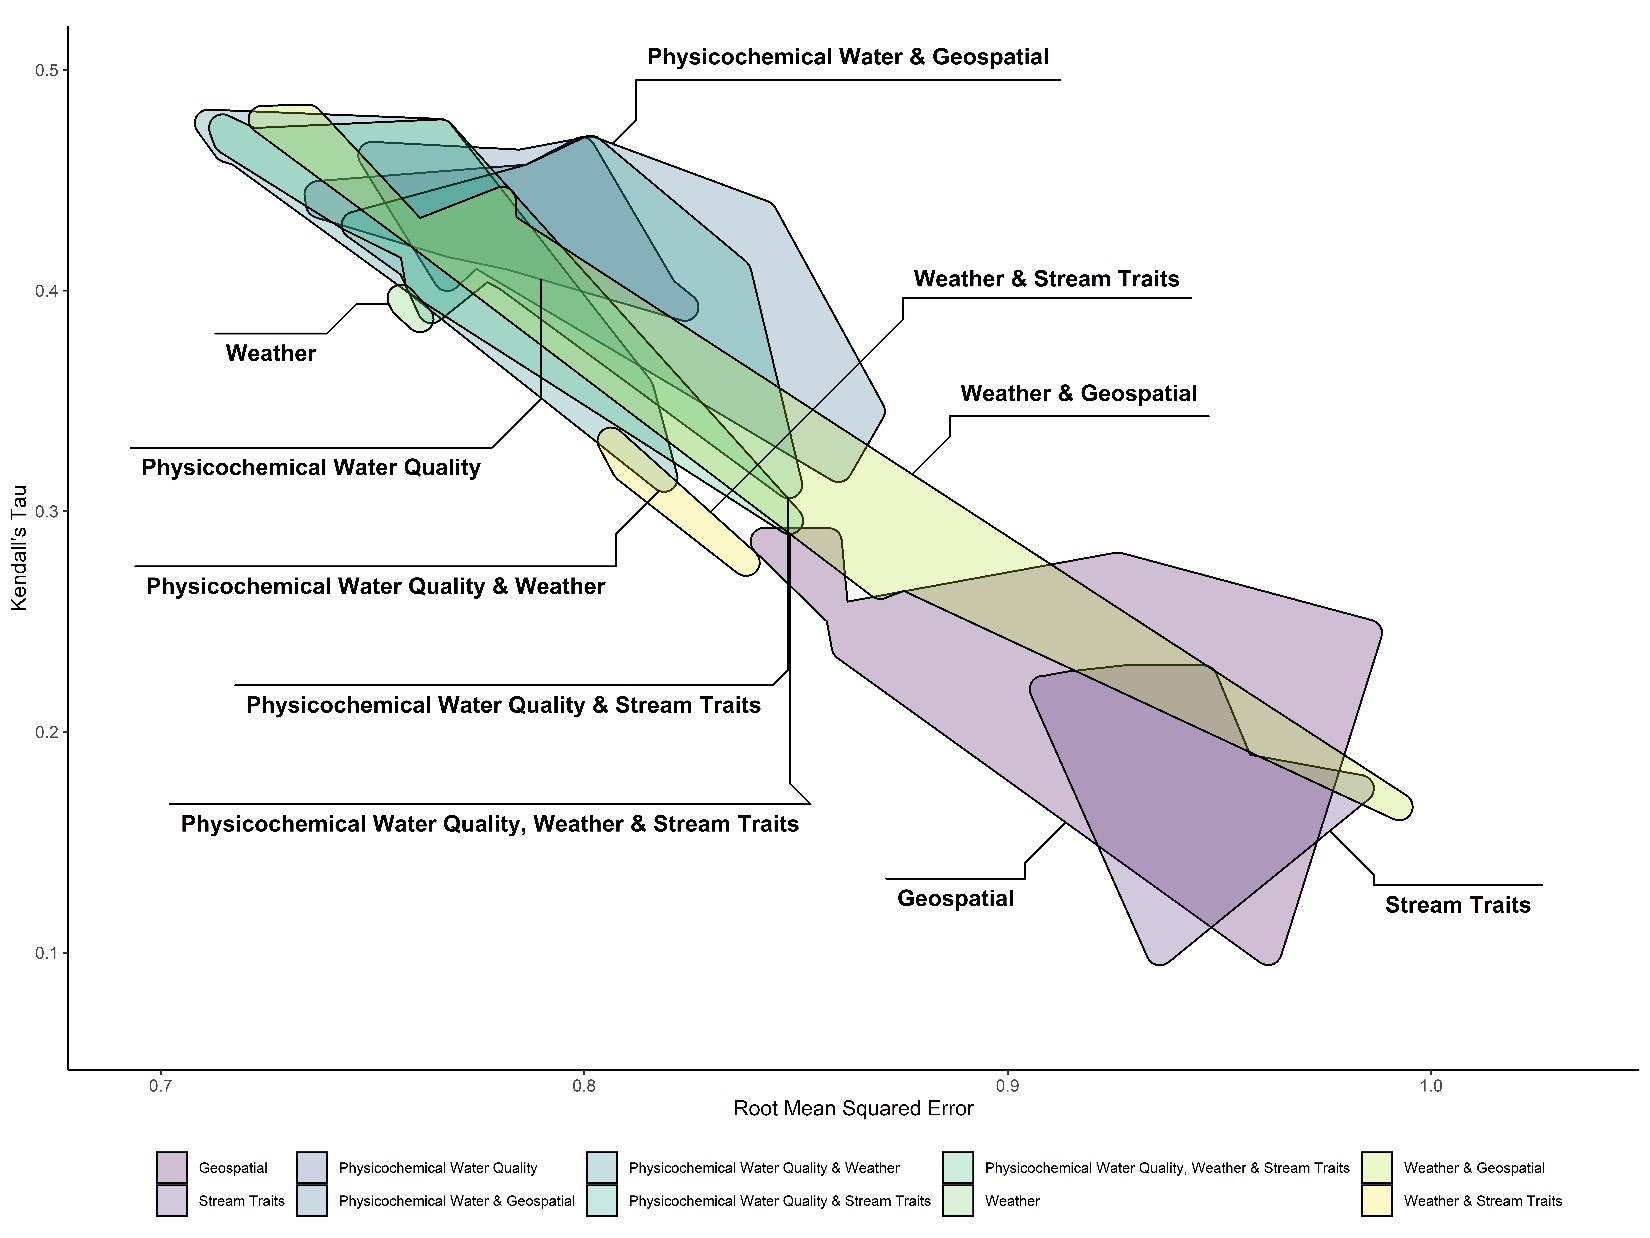 Physicochemical Water & Geospatial
0.5
Weather & Stream Traits
0.4
Weather
Weather & Geospatial
Physicochemical Water Quality
Kendall's Tau
0.3
Physicochemical Water Quality & Weather
Physicochemical Water Quality & Stream Traits
0.2
Physicochemical Water Quality, Weather & Stream Traits
Geospatial
Stream Traits
0.1
0.7 0.8 0.9 1.0
Root Mean Squared Error
Geospatial Physicochemical Water Quality Physicochemical Water Quality & Weather Physicochemical Water Quality, Weather & Stream Traits Weather & Geospatial
Stream Traits Physicochemical Water & Geospatial Physicochemical Water Quality & Stream Traits Weather Weather & Stream Traits